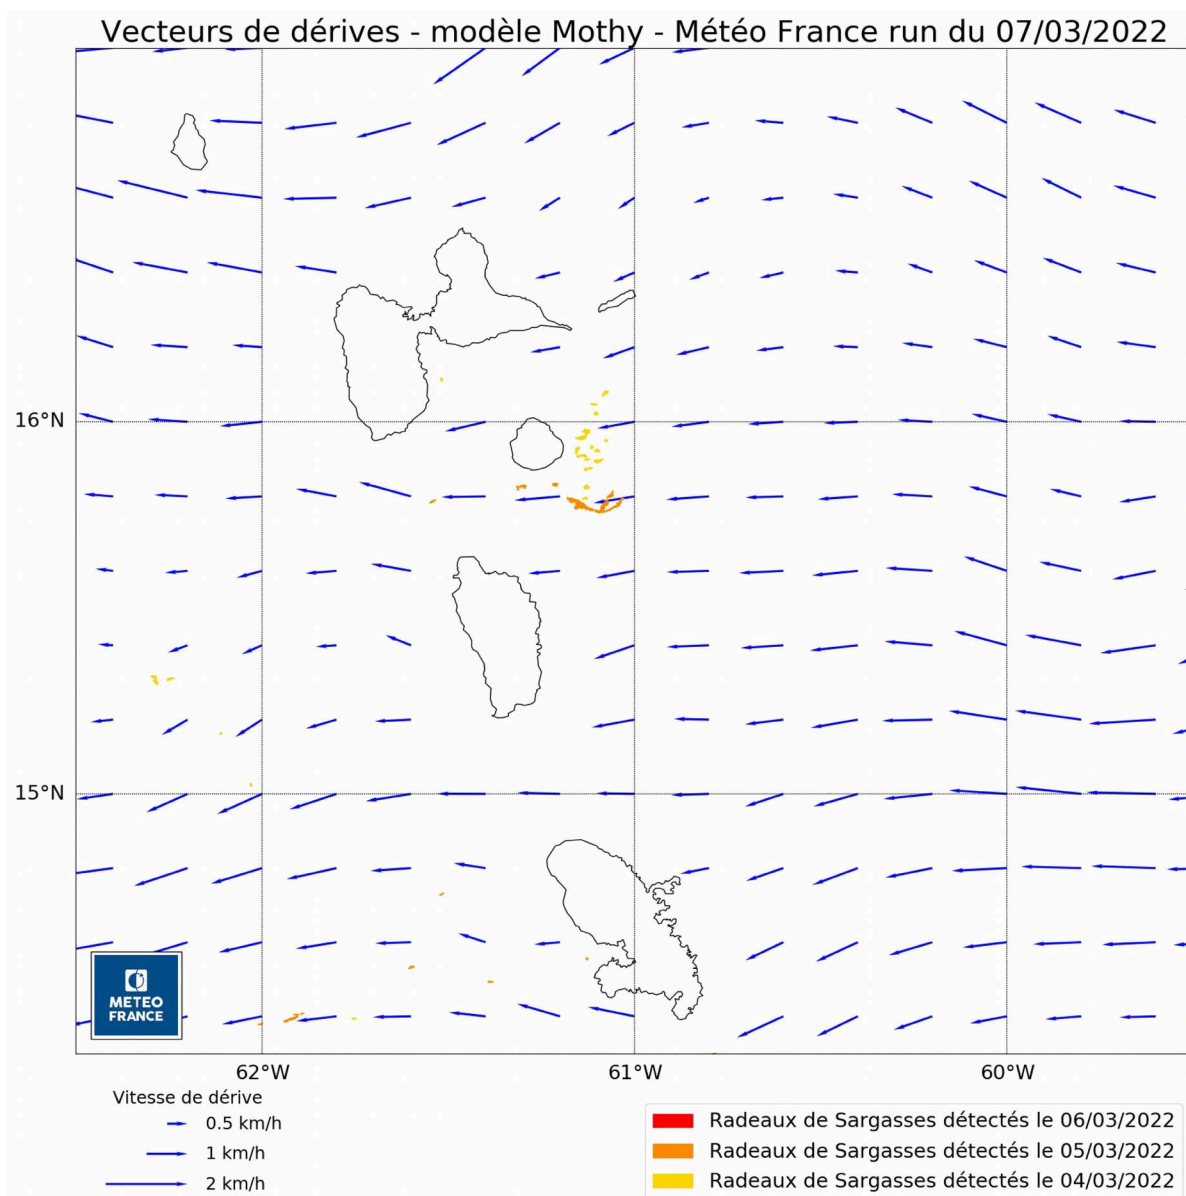 Vecteurs de dérives - modèle Mothy - Météo France run du 07/03/2022
16°N
15°N
METEO
FRANCE
62°W
61°W
60°W
Vitesse de dérive
0.5 km/h
1 km/h
2 km/h
Radeaux de Sargasses détectés le 06/03/2022
Radeaux de Sargasses détectés le 05/03/2022
Radeaux de Sargasses détectés le 04/03/2022